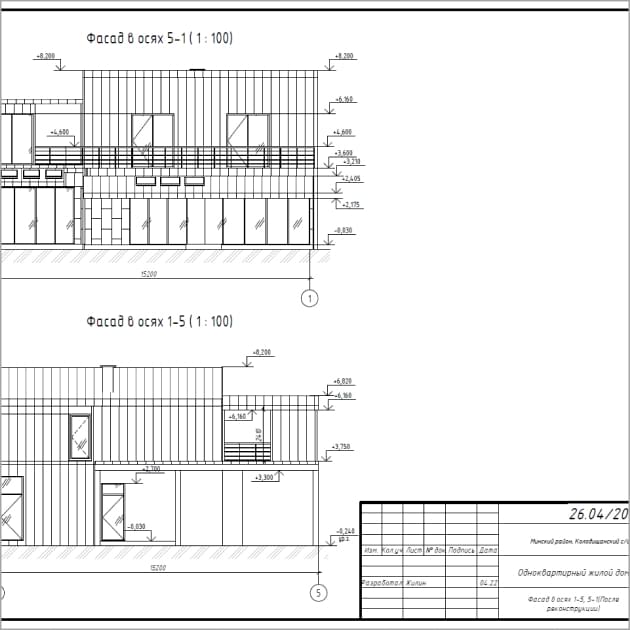 Фасад в осях 5-1 ( 1 : 100)
+8,200
+8,200
+6,160
+4,600
+4,600
+3,600
+3,210
+2,405
+2,175
-0,030
15200
1
Фасад в осях 1-5 ( 1 : 100)
+8,200
+6,820
+6,160
+6,160
2410
+3,750
+2,700
+3,300
-0,030
-0,240
ур.з.
15200
5
26.04/20
Минский район, Колодищанский с/с
Изм. Кол.уч Лист № док Подпись Дата
Одноквартирный жилой дом
Разработал Жилин 04.22
Фасад в осях 1-5, 5-1(После
реконструкции)